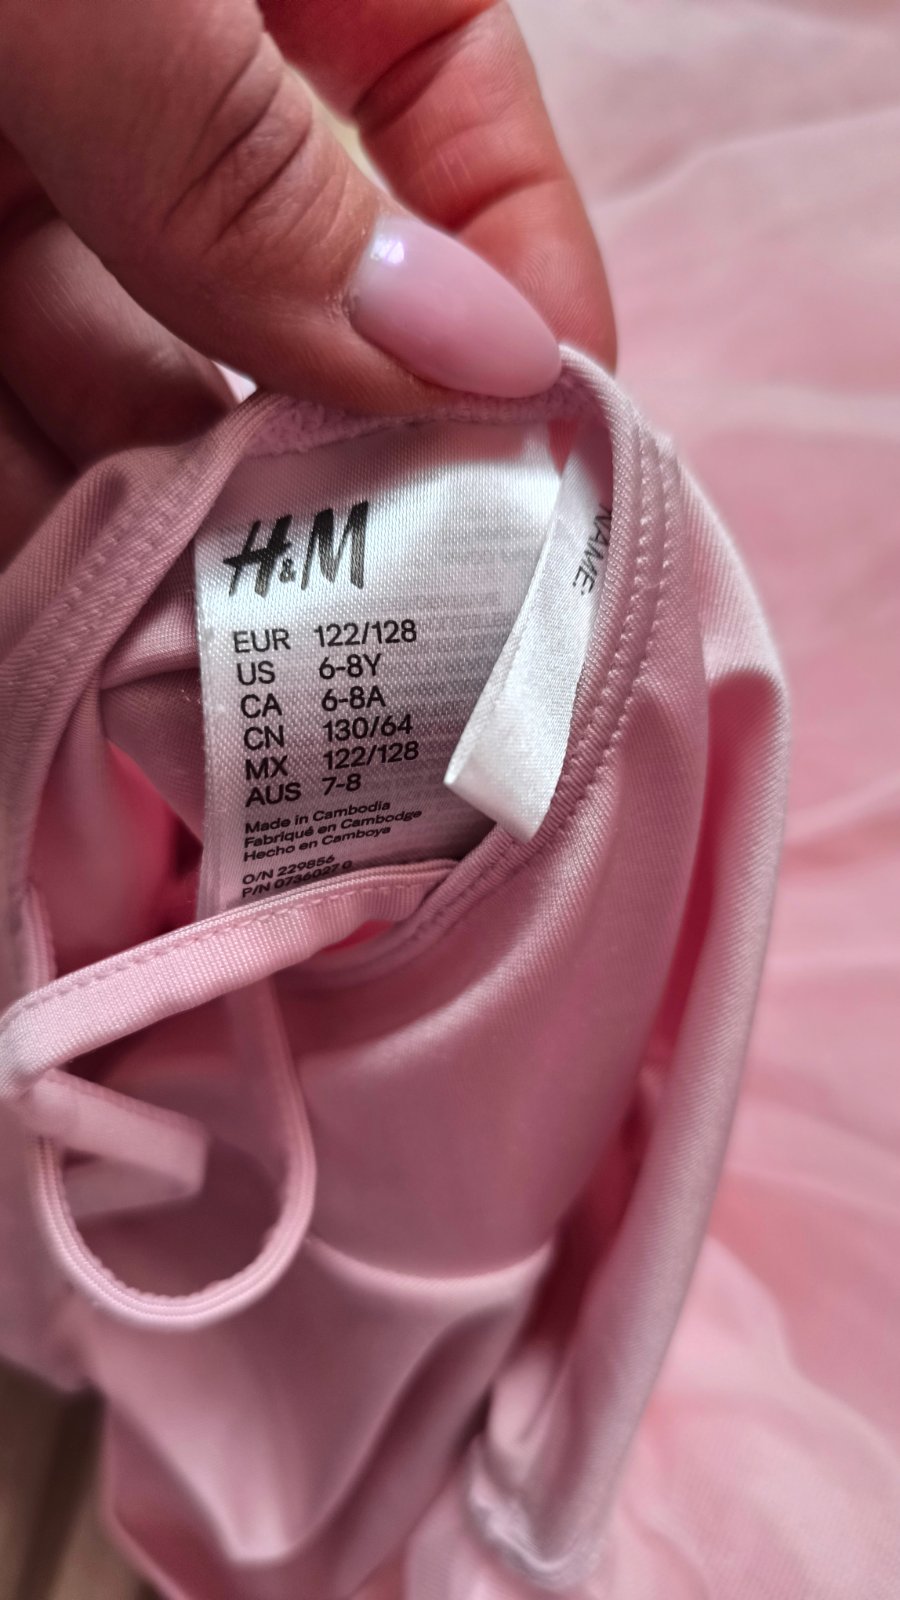 H&M
EUR 122/128
US 6-8Y
CA 6-8A
CN 130/64
MX 122/128
AUS 7-8
Made in Cambodia
Fabriqué en Cambodge
Hecho en Camboya
O/N 229856
P/N 0736027 G
NAME: